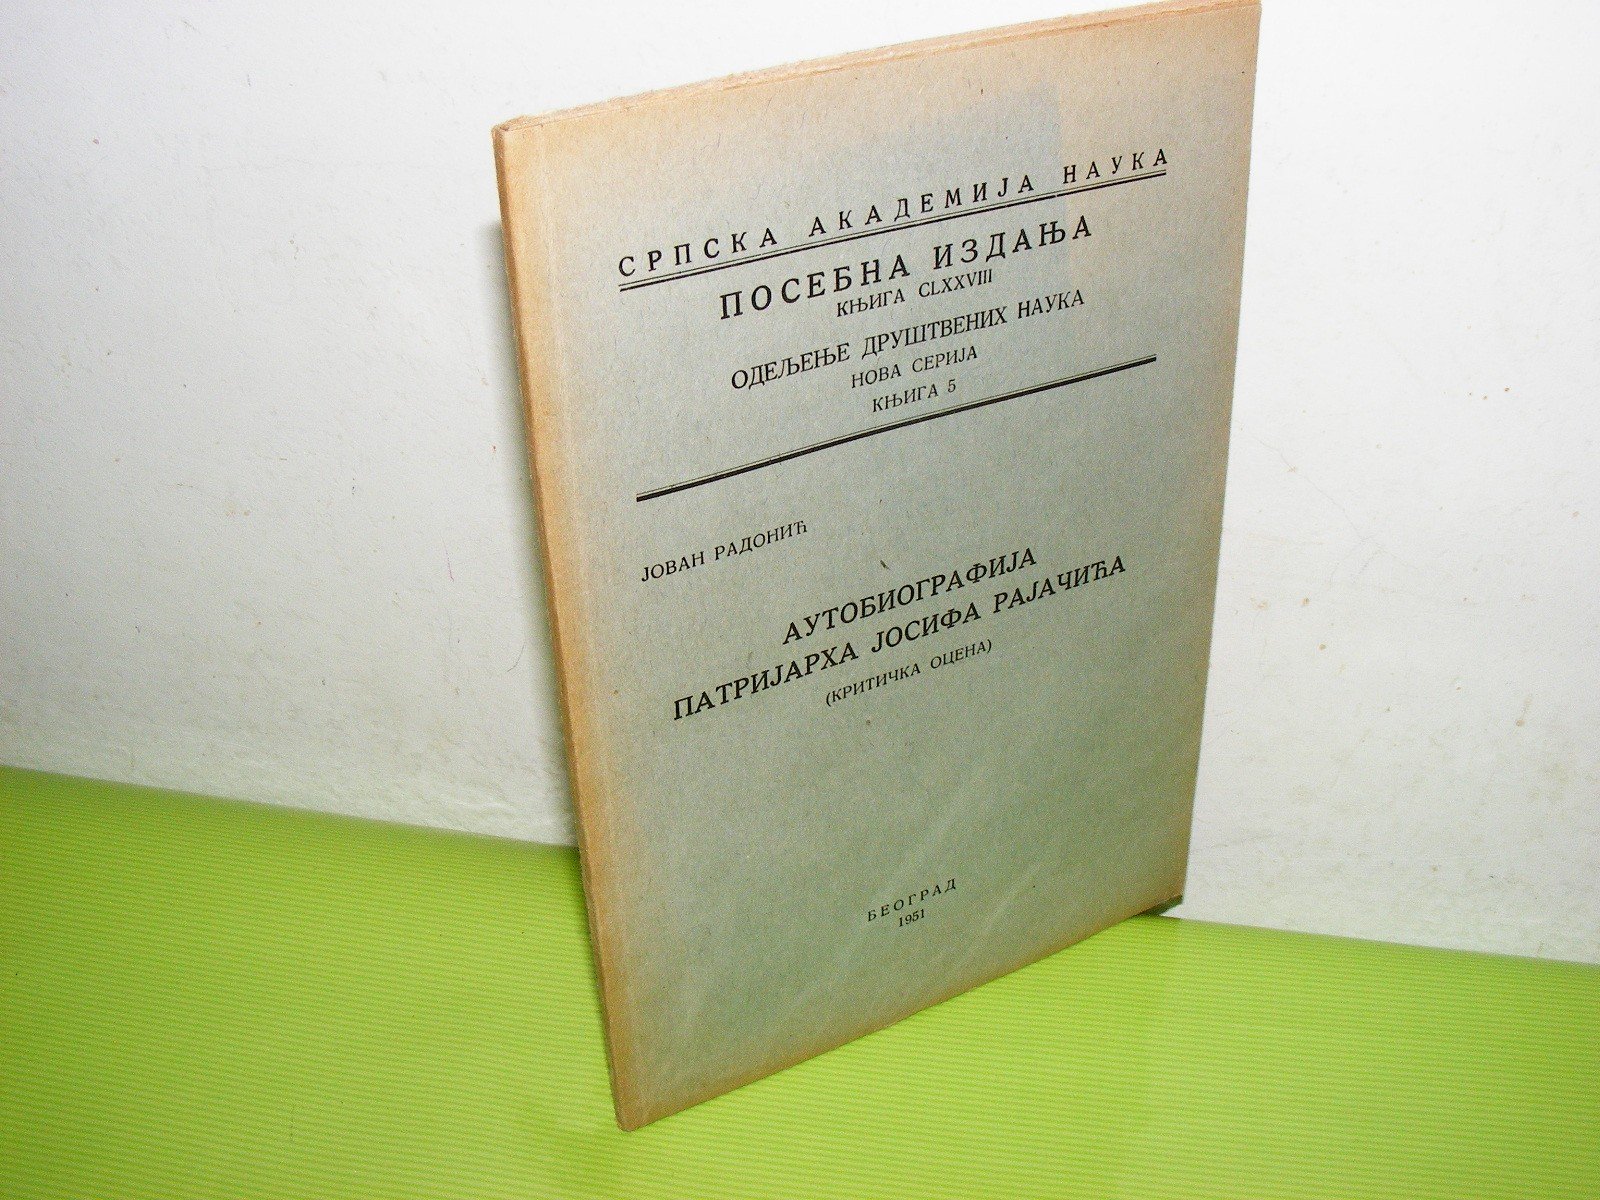 СРПСКА АКАДЕМИЈА НАУКА
ПОСЕБНА ИЗДАЊА
КЊИГА CLXXVIII
ОДЕЉЕЊЕ ДРУШТВЕНИХ НАУКА
НОВА СЕРИЈА
КЊИГА 5
ЈОВАН РАДОНИЋ
АУТОБИОГРАФИЈА
ПАТРИЈАРХА ЈОСИФА РАЈАЧИЋА
(КРИТИЧКА ОЦЕНА)
БЕОГРАД
1951